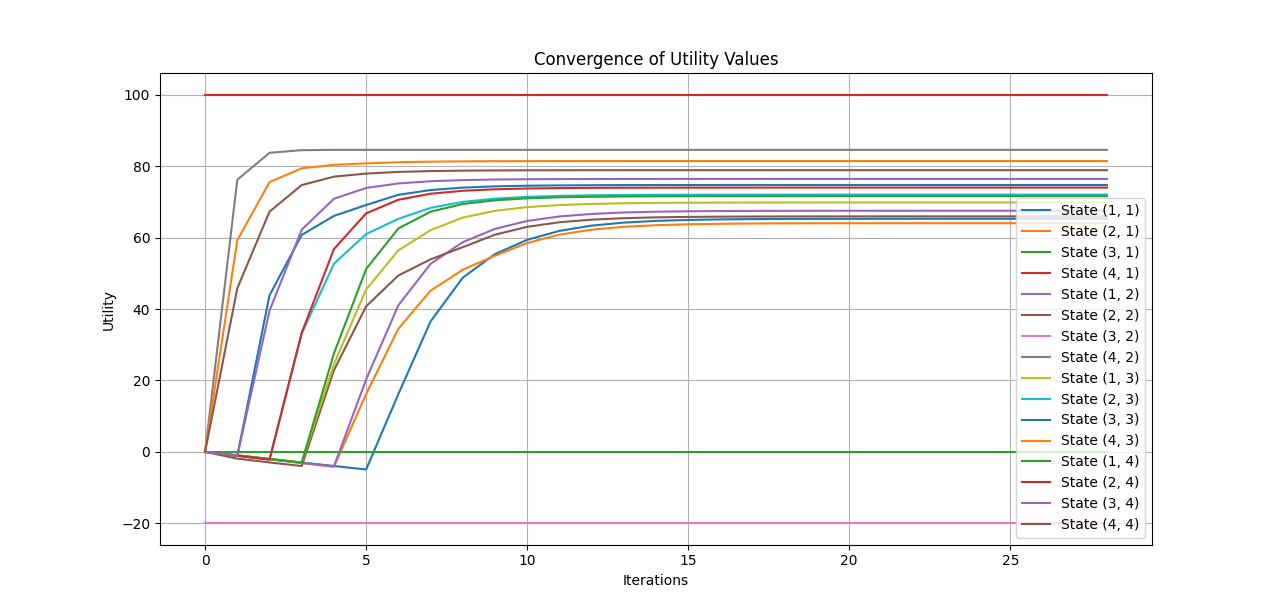 Convergence of Utility Values
Utility
100
80
60
40
20
0
−20
0
5
10
15
20
25
Iterations
State (1, 1)
State (2, 1)
State (3, 1)
State (4, 1)
State (1, 2)
State (2, 2)
State (3, 2)
State (4, 2)
State (1, 3)
State (2, 3)
State (3, 3)
State (4, 3)
State (1, 4)
State (2, 4)
State (3, 4)
State (4, 4)